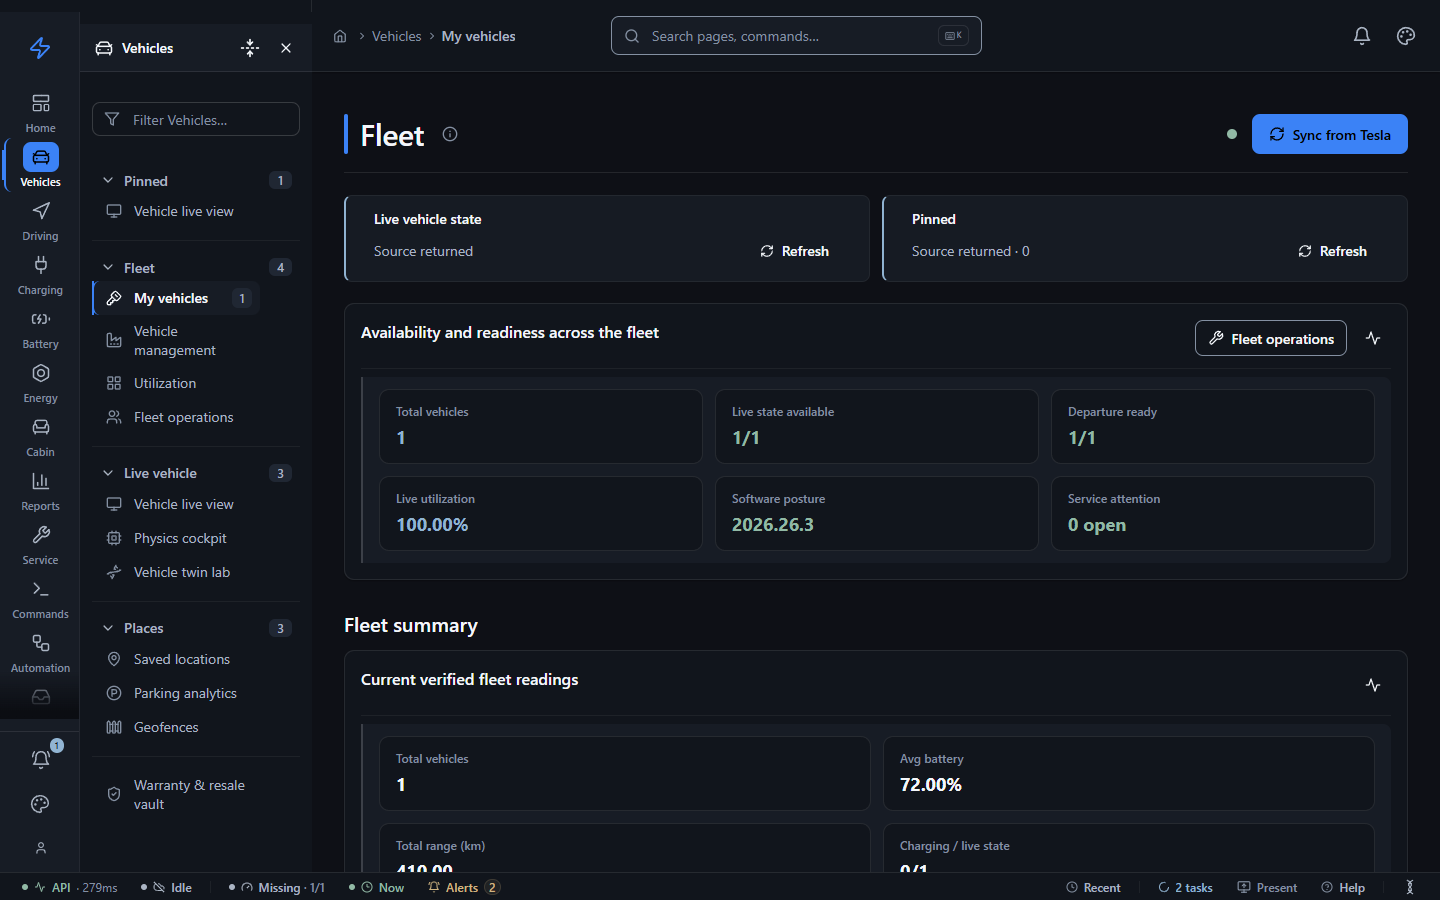 Vehicles
Vehicles
My vehicles
Search pages, commands...
K
Home
Vehicles
Driving
Charging
Battery
Energy
Cabin
Reports
Service
Commands
Automation
1
Filter Vehicles...
Pinned
1
Vehicle live view
Fleet
4
My vehicles
1
Vehicle
management
Utilization
Fleet operations
Live vehicle
3
Vehicle live view
Physics cockpit
Vehicle twin lab
Places
3
Saved locations
Parking analytics
Geofences
Warranty & resale
vault
Fleet
Sync from Tesla
Live vehicle state
Source returned
Refresh
Pinned
Source returned · 0
Refresh
Availability and readiness across the fleet
Fleet operations
Total vehicles
1
Live state available
1/1
Departure ready
1/1
Live utilization
100.00%
Software posture
2026.26.3
Service attention
0 open
Fleet summary
Current verified fleet readings
Total vehicles
1
Avg battery
72.00%
Total range (km)
410.00
Charging / live state
0/1
API · 279ms
Idle
Missing · 1/1
Now
Alerts 2
Recent
2 tasks
Present
Help